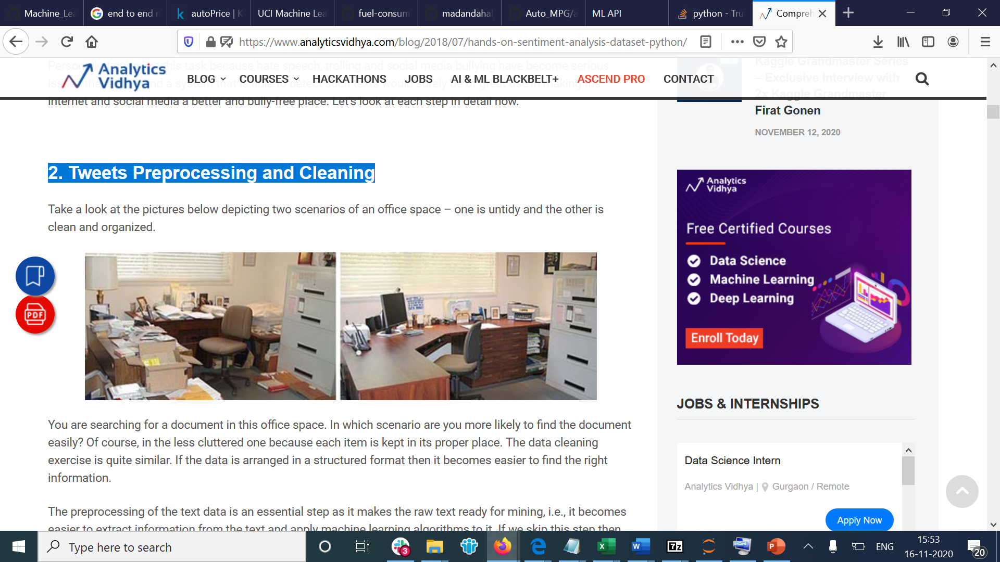 Machine_Le
end to end
autoPrice | K
UCI Machine Lea
fuel-consum
madandahal
Auto_MPG/a
ML API
python - Tru
Compreh
https://www.analyticsvidhya.com/blog/2018/07/hands-on-sentiment-analysis-dataset-python/
Analytics
Vidhya
BLOG
COURSES
HACKATHONS
JOBS
AI & ML BLACKBELT+
ASCEND PRO
CONTACT
this task because hate speech, trolling and social media bullying have become serious
internet and social media a better and bully-free place. Let's look at each step in detail now.
2. Tweets Preprocessing and Cleaning
Take a look at the pictures below depicting two scenarios of an office space – one is untidy and the other is
clean and organized.
PDF
You are searching for a document in this office space. In which scenario are you more likely to find the document
easily? Of course, in the less cluttered one because each item is kept in its proper place. The data cleaning
exercise is quite similar. If the data is arranged in a structured format then it becomes easier to find the right
information.
The preprocessing of the text data is an essential step as it makes the raw text ready for mining, i.e., it becomes
easier to extract information from the text and apply machine learning algorithms to it. If we skip this step then
Kaggle Grandmaster Series
– Exclusive Interview with
2x Kaggle Grandmaster
Firat Gonen
NOVEMBER 12, 2020
Analytics
Vidhya
Free Certified Courses
Data Science
Machine Learning
Deep Learning
Enroll Today
JOBS & INTERNSHIPS
Data Science Intern
Analytics Vidhya | Gurgaon / Remote
Apply Now
Type here to search
3
X
W
7z
P
ENG
15:53
16-11-2020
20